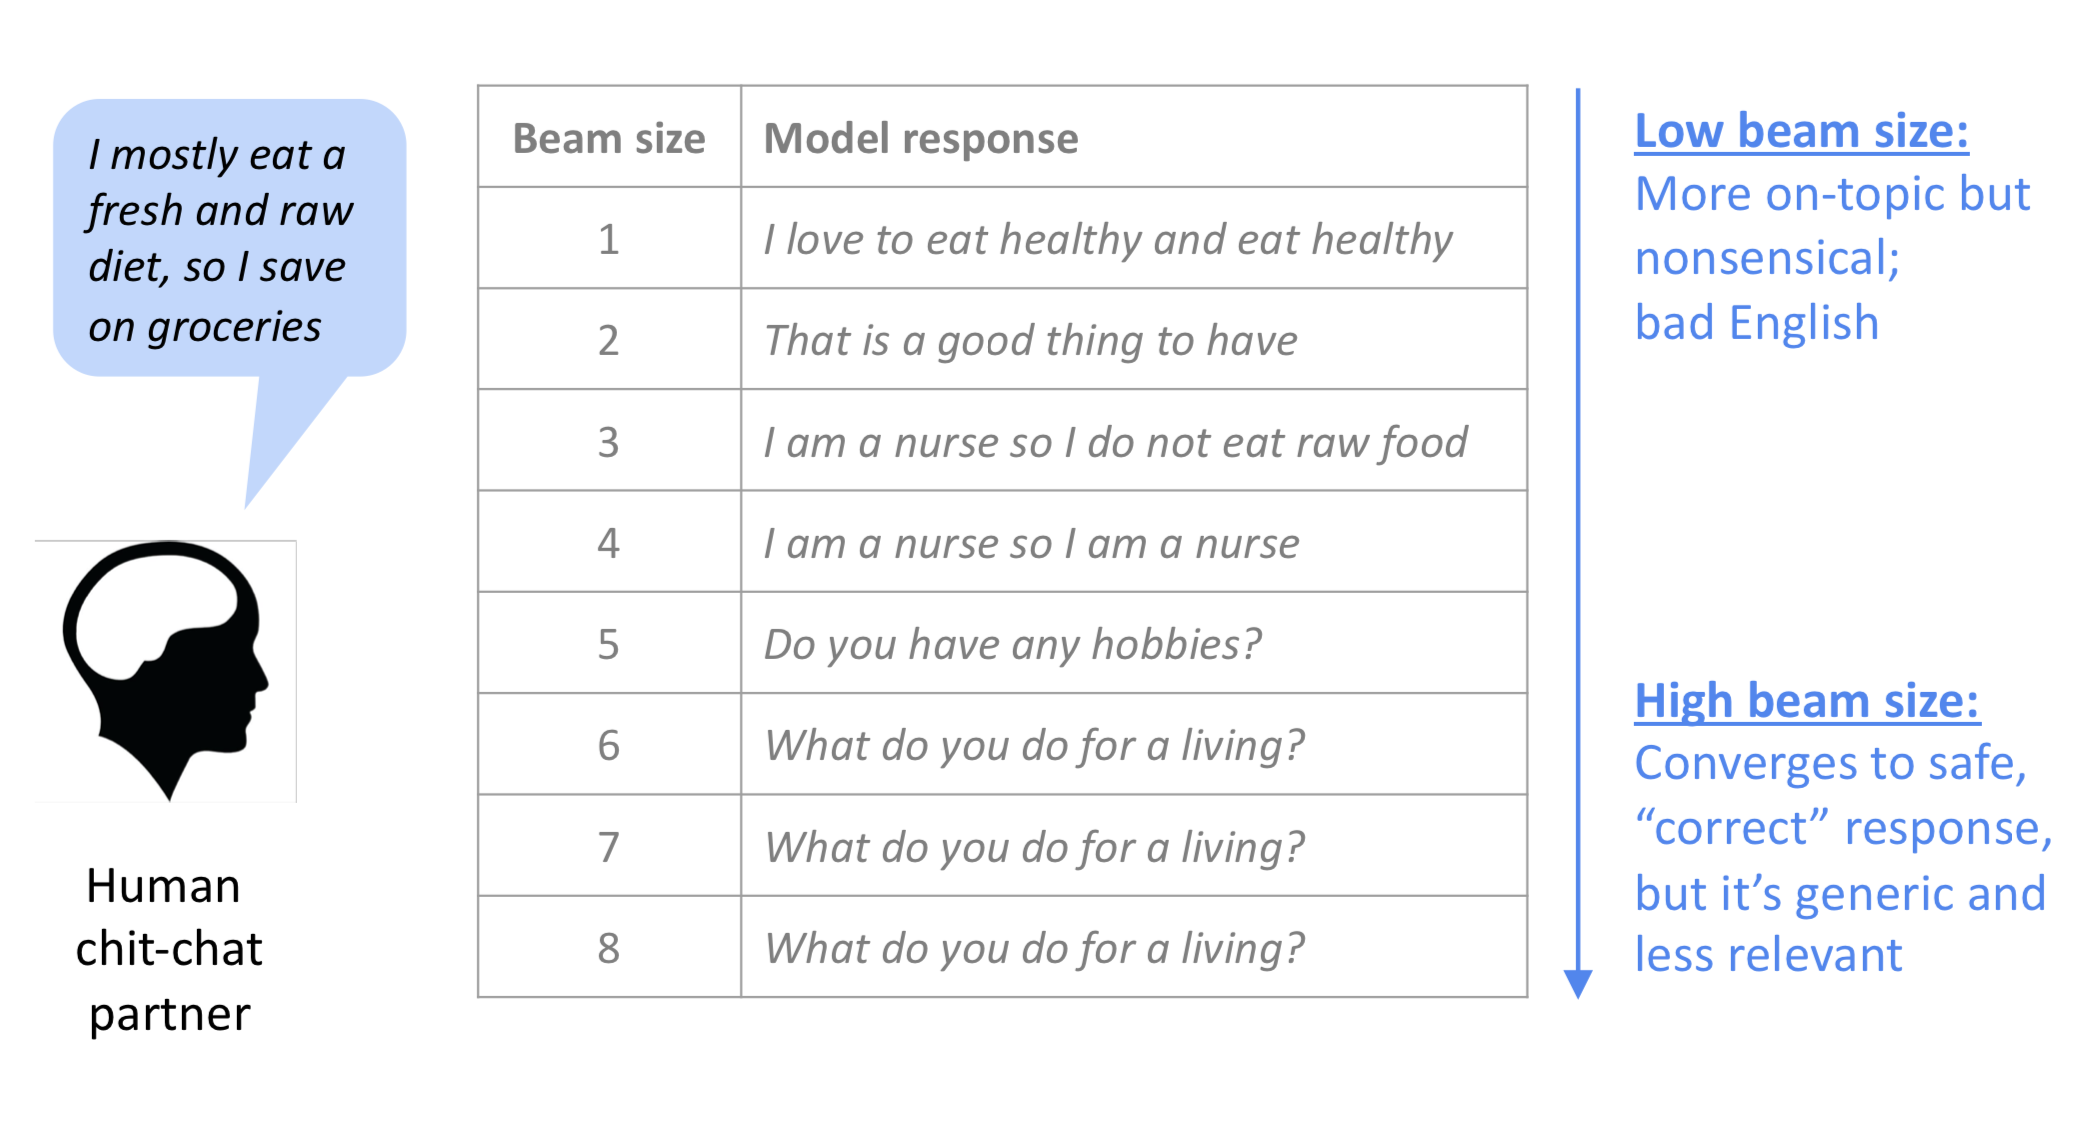 I mostly eat a
fresh and raw
diet, so I save
on groceries
Human
chit-chat
partner
Beam size Model response
1 I love to eat healthy and eat healthy
2 That is a good thing to have
3 I am a nurse so I do not eat raw food
4 I am a nurse so I am a nurse
5 Do you have any hobbies?
6 What do you do for a living?
7 What do you do for a living?
8 What do you do for a living?
Low beam size:
More on-topic but
nonsensical;
bad English
High beam size:
Converges to safe,
“correct” response,
but it’s generic and
less relevant